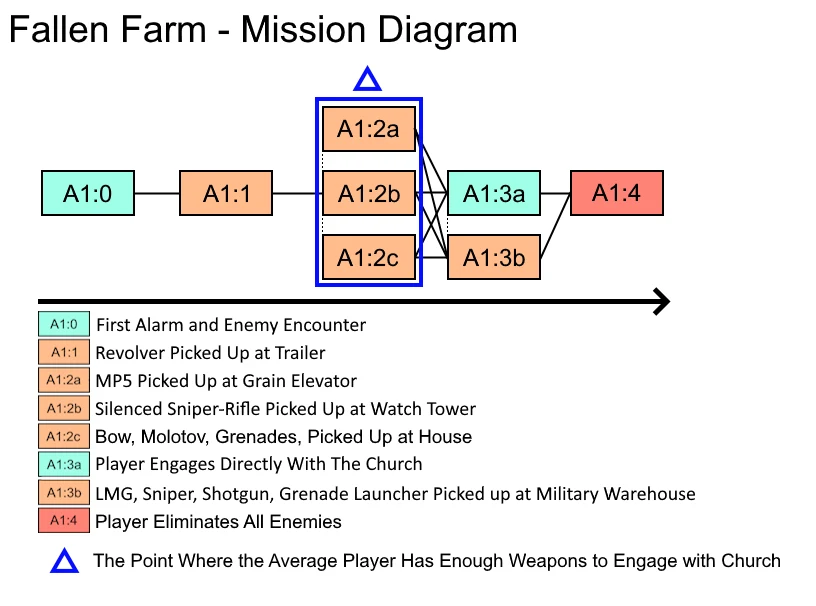 Fallen Farm - Mission Diagram
A1:2a
A1:0
A1:1
A1:2b
A1:3a
A1:4
A1:2c
A1:3b
A1:0 First Alarm and Enemy Encounter
A1:1 Revolver Picked Up at Trailer
A1:2a MP5 Picked Up at Grain Elevator
A1:2b Silenced Sniper-Rifle Picked Up at Watch Tower
A1:2c Bow, Molotov, Grenades, Picked Up at House
A1:3a Player Engages Directly With The Church
A1:3b LMG, Sniper, Shotgun, Grenade Launcher Picked up at Military Warehouse
A1:4 Player Eliminates All Enemies
The Point Where the Average Player Has Enough Weapons to Engage with Church